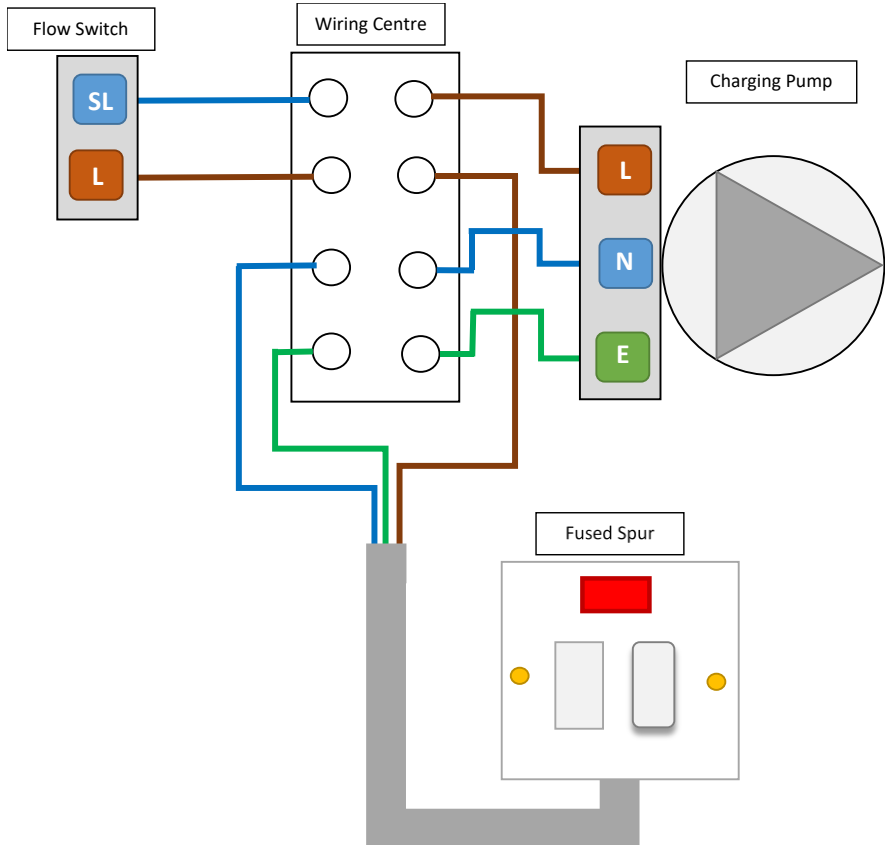 Flow Switch
Wiring Centre
Charging Pump
SL
L
L
N
E
Fused Spur